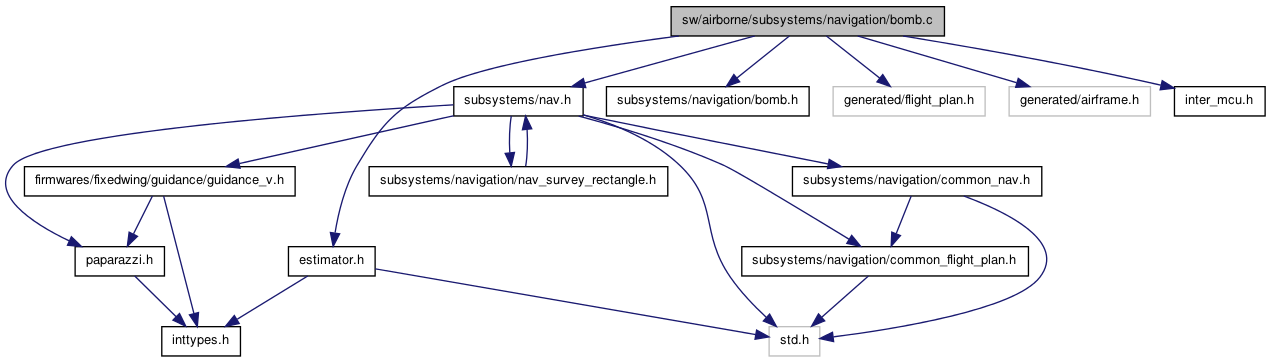 sw/airborne/subsystems/navigation/bomb.c
subsystems/nav.h
subsystems/navigation/bomb.h
generated/flight_plan.h
generated/airframe.h
inter_mcu.h
firmwares/fixedwing/guidance/guidance_v.h
subsystems/navigation/nav_survey_rectangle.h
subsystems/navigation/common_nav.h
paparazzi.h
estimator.h
subsystems/navigation/common_flight_plan.h
inttypes.h
std.h